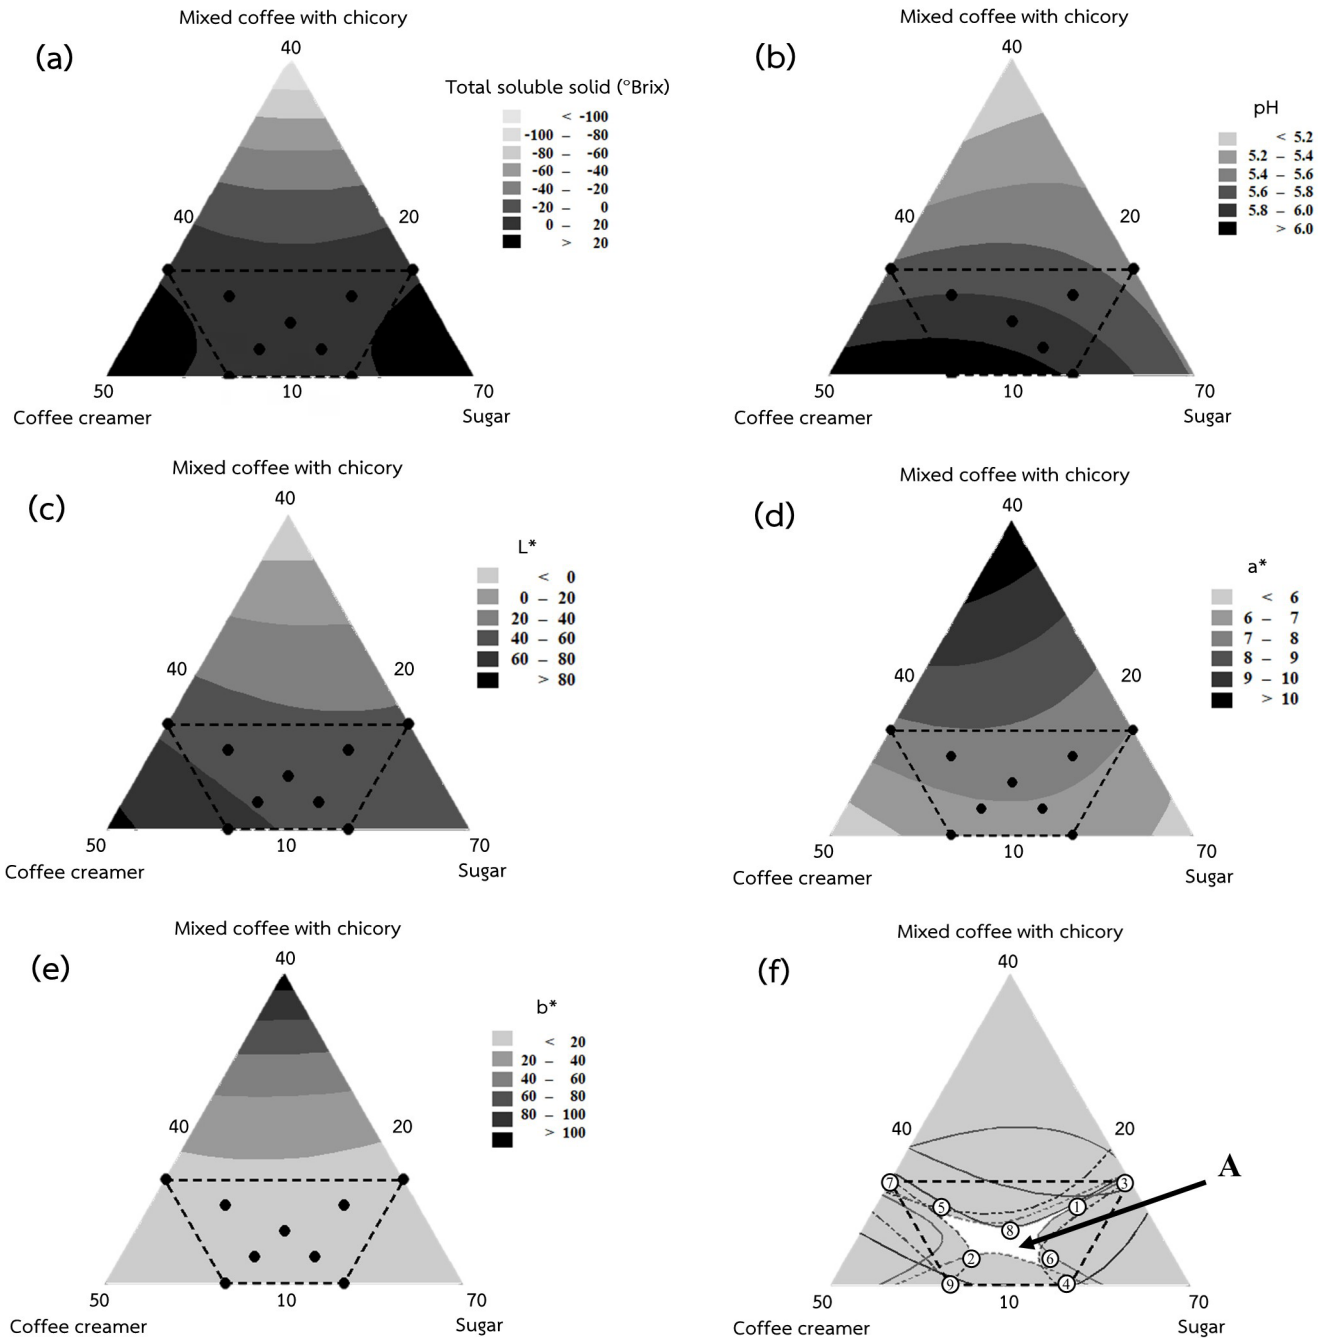 Mixed coffee with chicory
(a)
40
Total soluble solid (°Brix)
< -100
-100 – -80
-80 – -60
-60 – -40
-40 – -20
-20 – 0
0 – 20
> 20
40
20
50
10
70
Coffee creamer
Sugar
Mixed coffee with chicory
(b)
40
pH
< 5.2
5.2 – 5.4
5.4 – 5.6
5.6 – 5.8
5.8 – 6.0
> 6.0
40
20
50
10
70
Coffee creamer
Sugar
Mixed coffee with chicory
(c)
40
L*
< 0
0 – 20
20 – 40
40 – 60
60 – 80
> 80
40
20
50
10
70
Coffee creamer
Sugar
Mixed coffee with chicory
(d)
40
a*
< 6
6 – 7
7 – 8
8 – 9
9 – 10
> 10
40
20
50
10
70
Coffee creamer
Sugar
Mixed coffee with chicory
(e)
40
b*
< 20
20 – 40
40 – 60
60 – 80
80 – 100
> 100
40
20
50
10
70
Coffee creamer
Sugar
Mixed coffee with chicory
(f)
40
40
20
A
7
3
5
1
8
2
6
9
4
50
10
70
Coffee creamer
Sugar